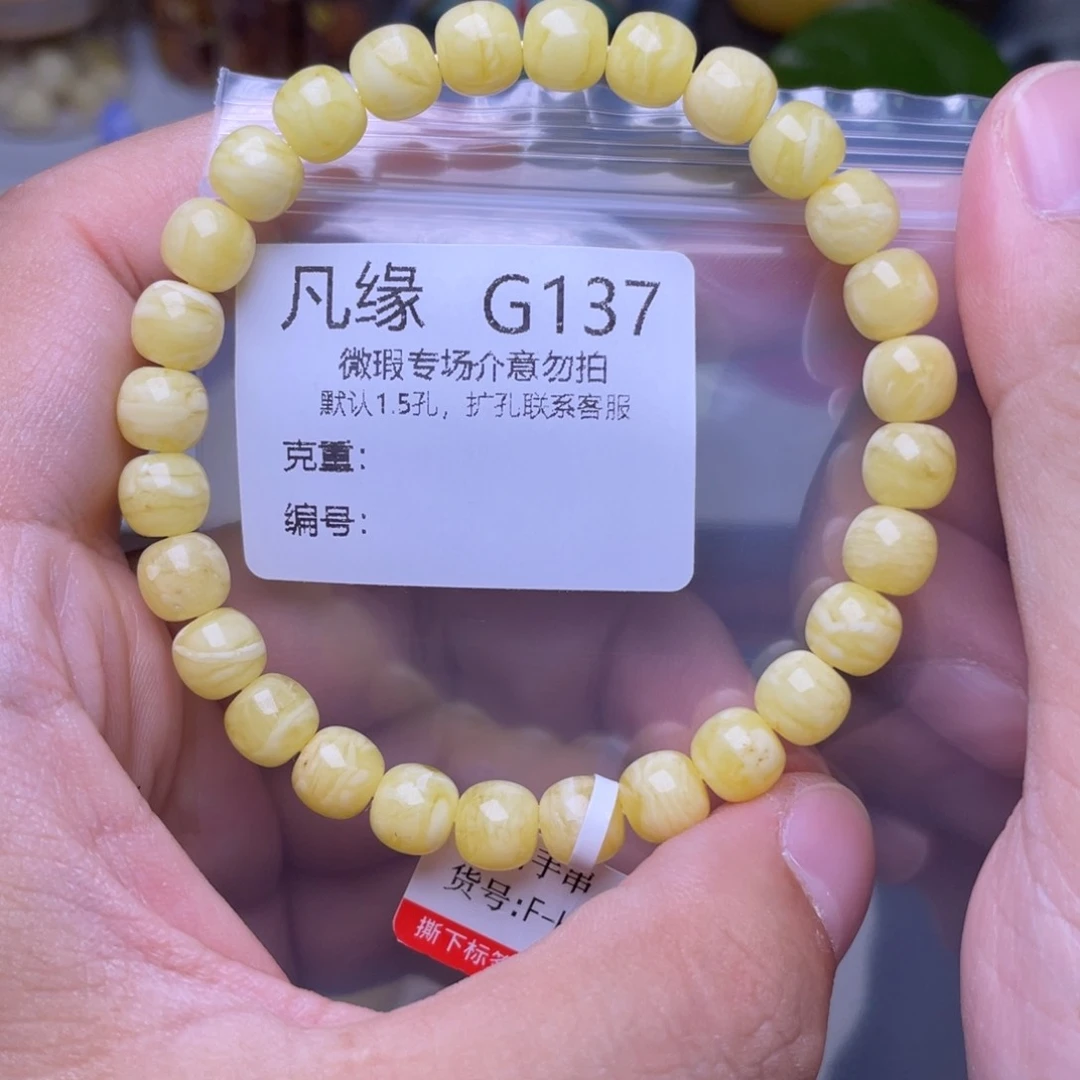 凡缘 G137
微瑕专场介意勿拍
默认1.5孔，扩孔联系客服
克重：
编号：
手串
货号:F-
撕下标签